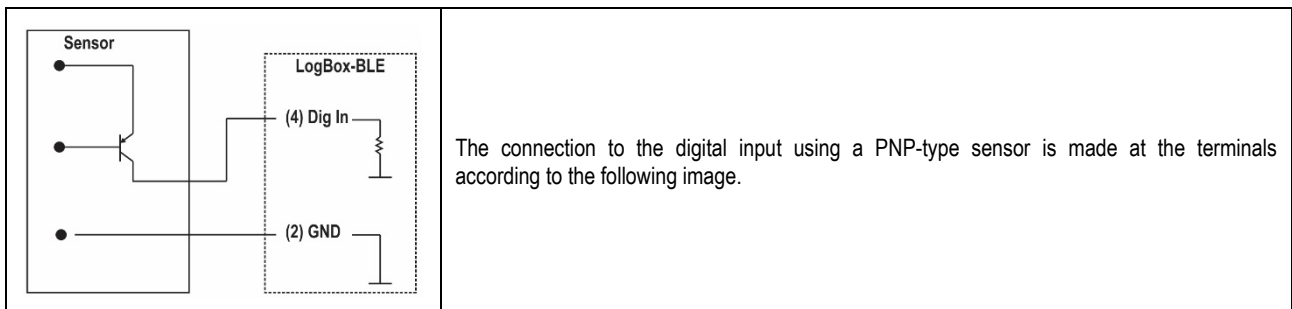 Sensor
LogBox-BLE
(4) Dig In
(2) GND
The connection to the digital input using a PNP-type sensor is made at the terminals
according to the following image.